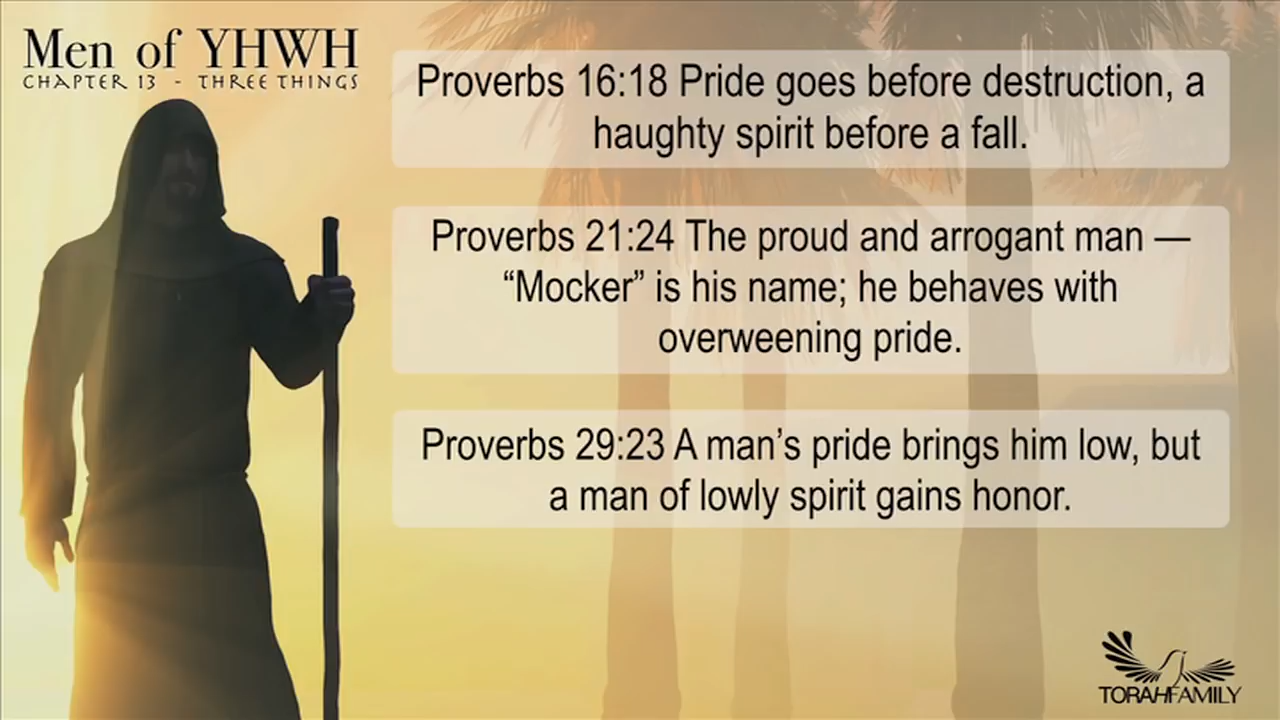 Men of YHWH
CHAPTER 13 - THREE THINGS
Proverbs 16:18 Pride goes before destruction, a
haughty spirit before a fall.
Proverbs 21:24 The proud and arrogant man —
“Mocker” is his name; he behaves with
overweening pride.
Proverbs 29:23 A man’s pride brings him low, but
a man of lowly spirit gains honor.
TORAHFAMILY